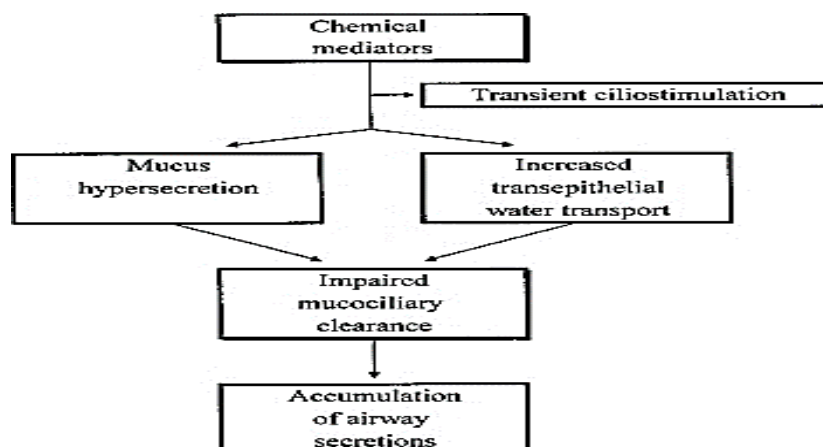 Chemical
mediators
Transient ciliostimulation
Mucus
hypersecretion
Increased
transepithelial
water transport
Impaired
mucociliary
clearance
Accumulation
of airway
secretions